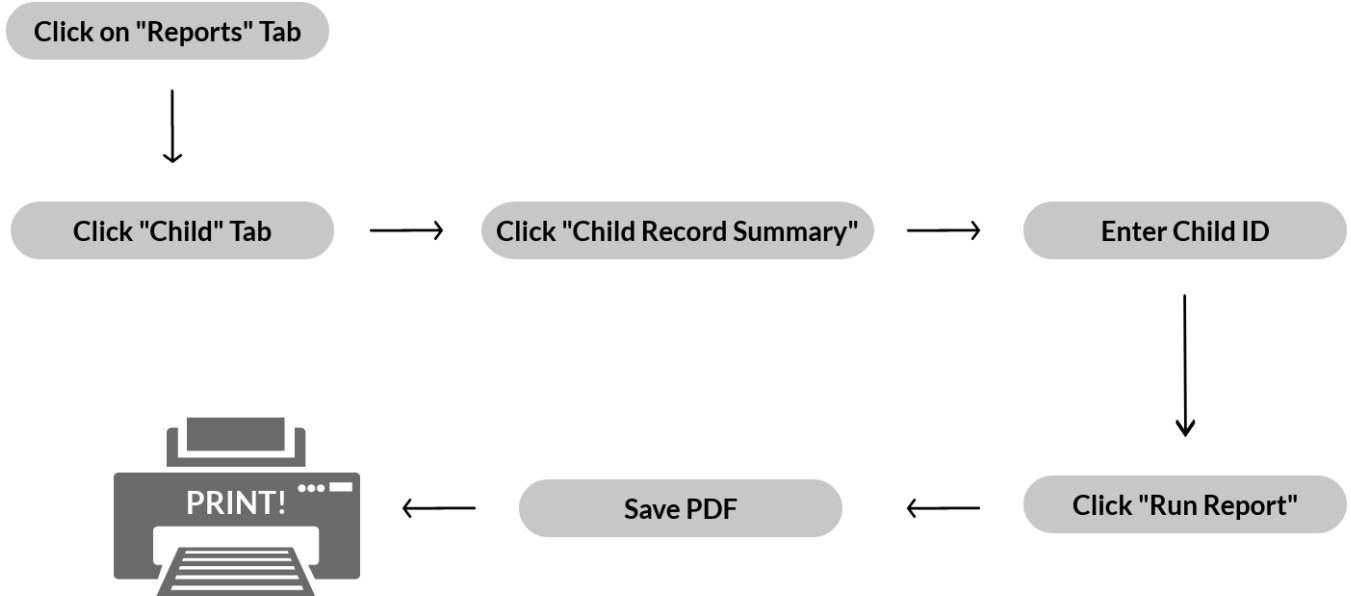 Click on "Reports" Tab
Click "Child" Tab
Click "Child Record Summary"
Enter Child ID
Click "Run Report"
Save PDF
PRINT!